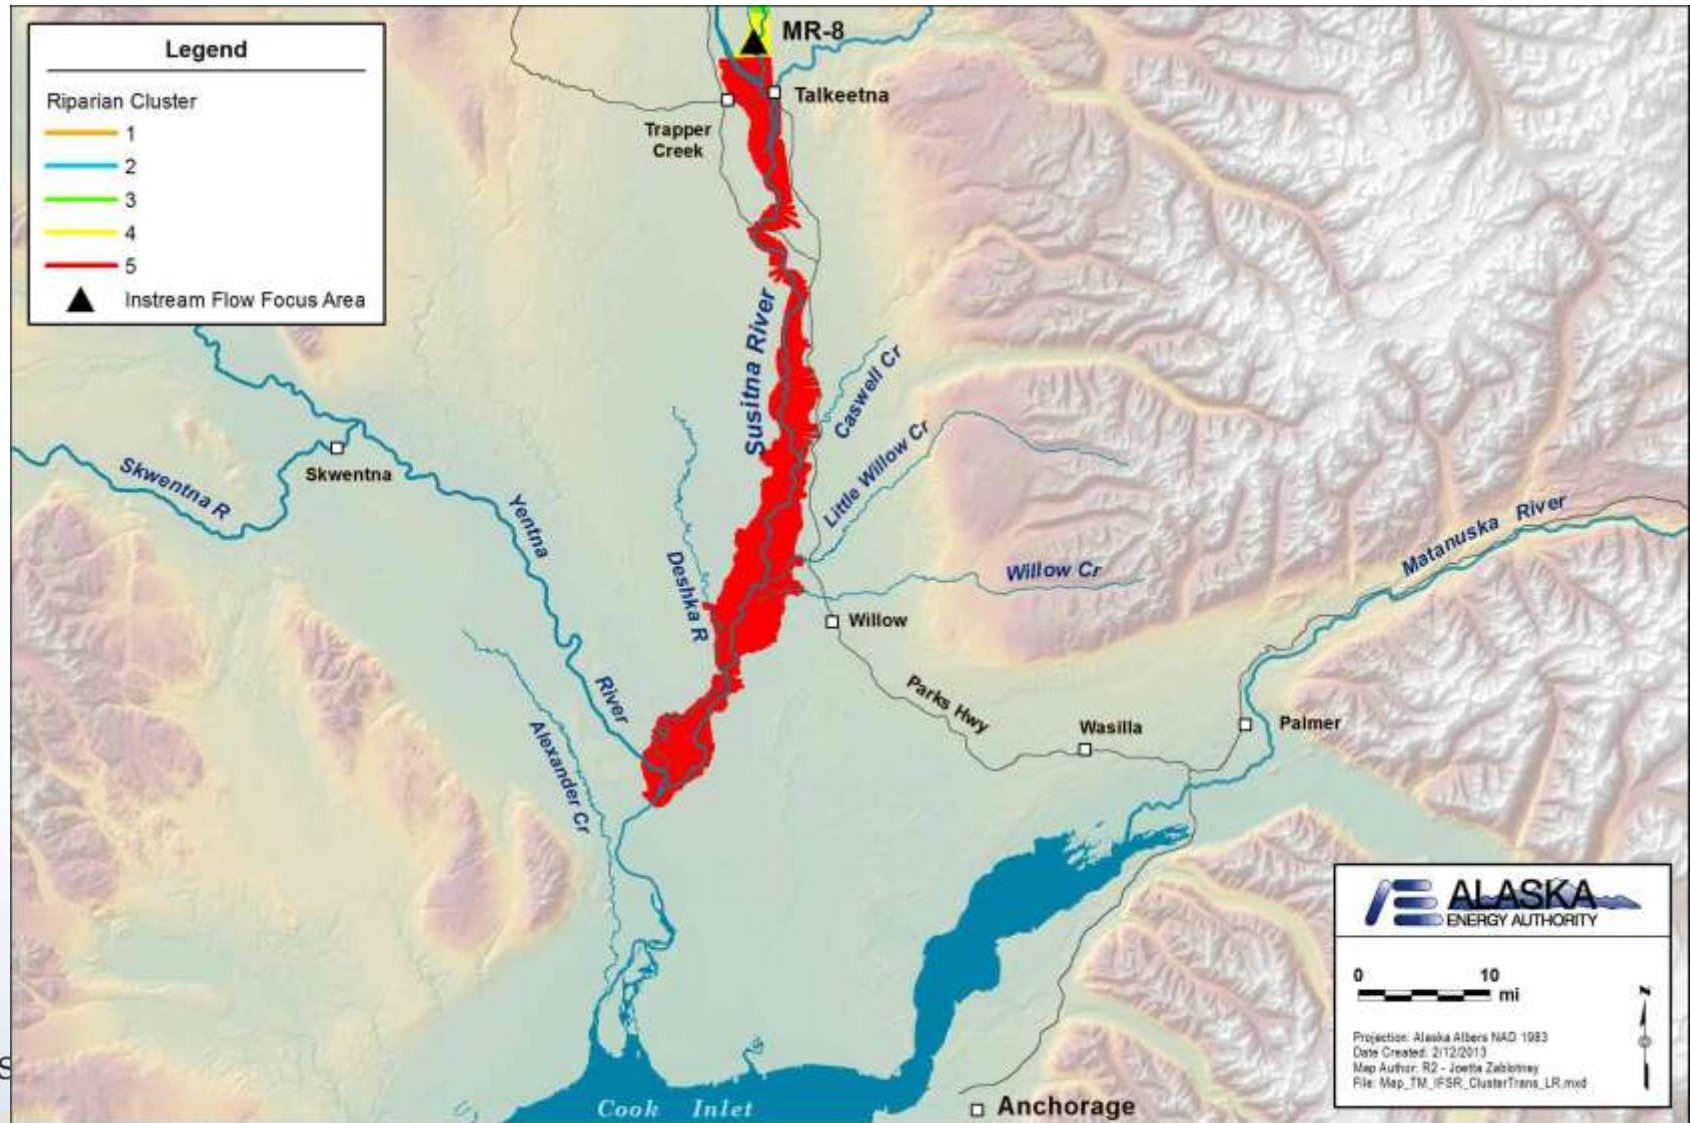 Legend
Riparian Cluster
1
2
3
4
5
Instream Flow Focus Area
MR-8
Talkeetna
Trapper
Creek
Susitna River
Caswell Cr
Little Willow Cr
Skwentna
Skwentna R
Yentna
River
Deshka R
Willow Cr
Matanuska River
Willow
Parks Hwy
Wasilla
Palmer
Alexander Cr
Cook Inlet
Anchorage
ALASKA
ENERGY AUTHORITY
0 10
mi
N
Projection: Alaska Albers NAD 1983
Date Created: 2/12/2013
Map Author: R2 - Joetta Zablotney
File: Map_TM_IFSR_ClusterTrans_LR.mxd